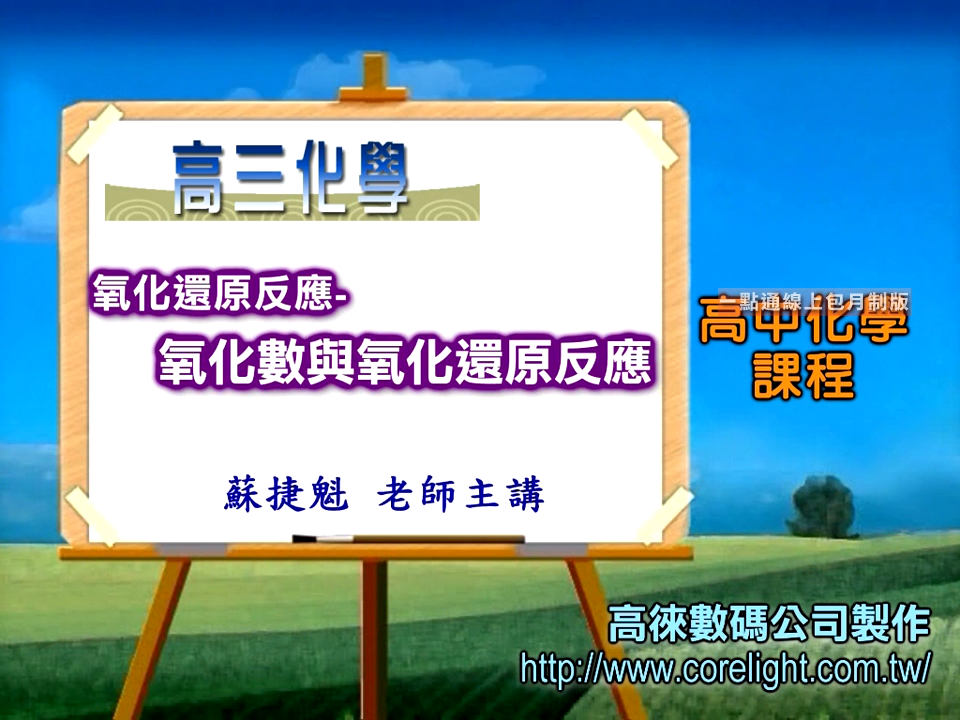 高三化學
氧化還原反應-
氧化數與氧化還原反應
蘇捷魁 老師主講
一點通線上包月制版
高中化學
課程
高徠數碼公司製作
http://www.corelight.com.tw/